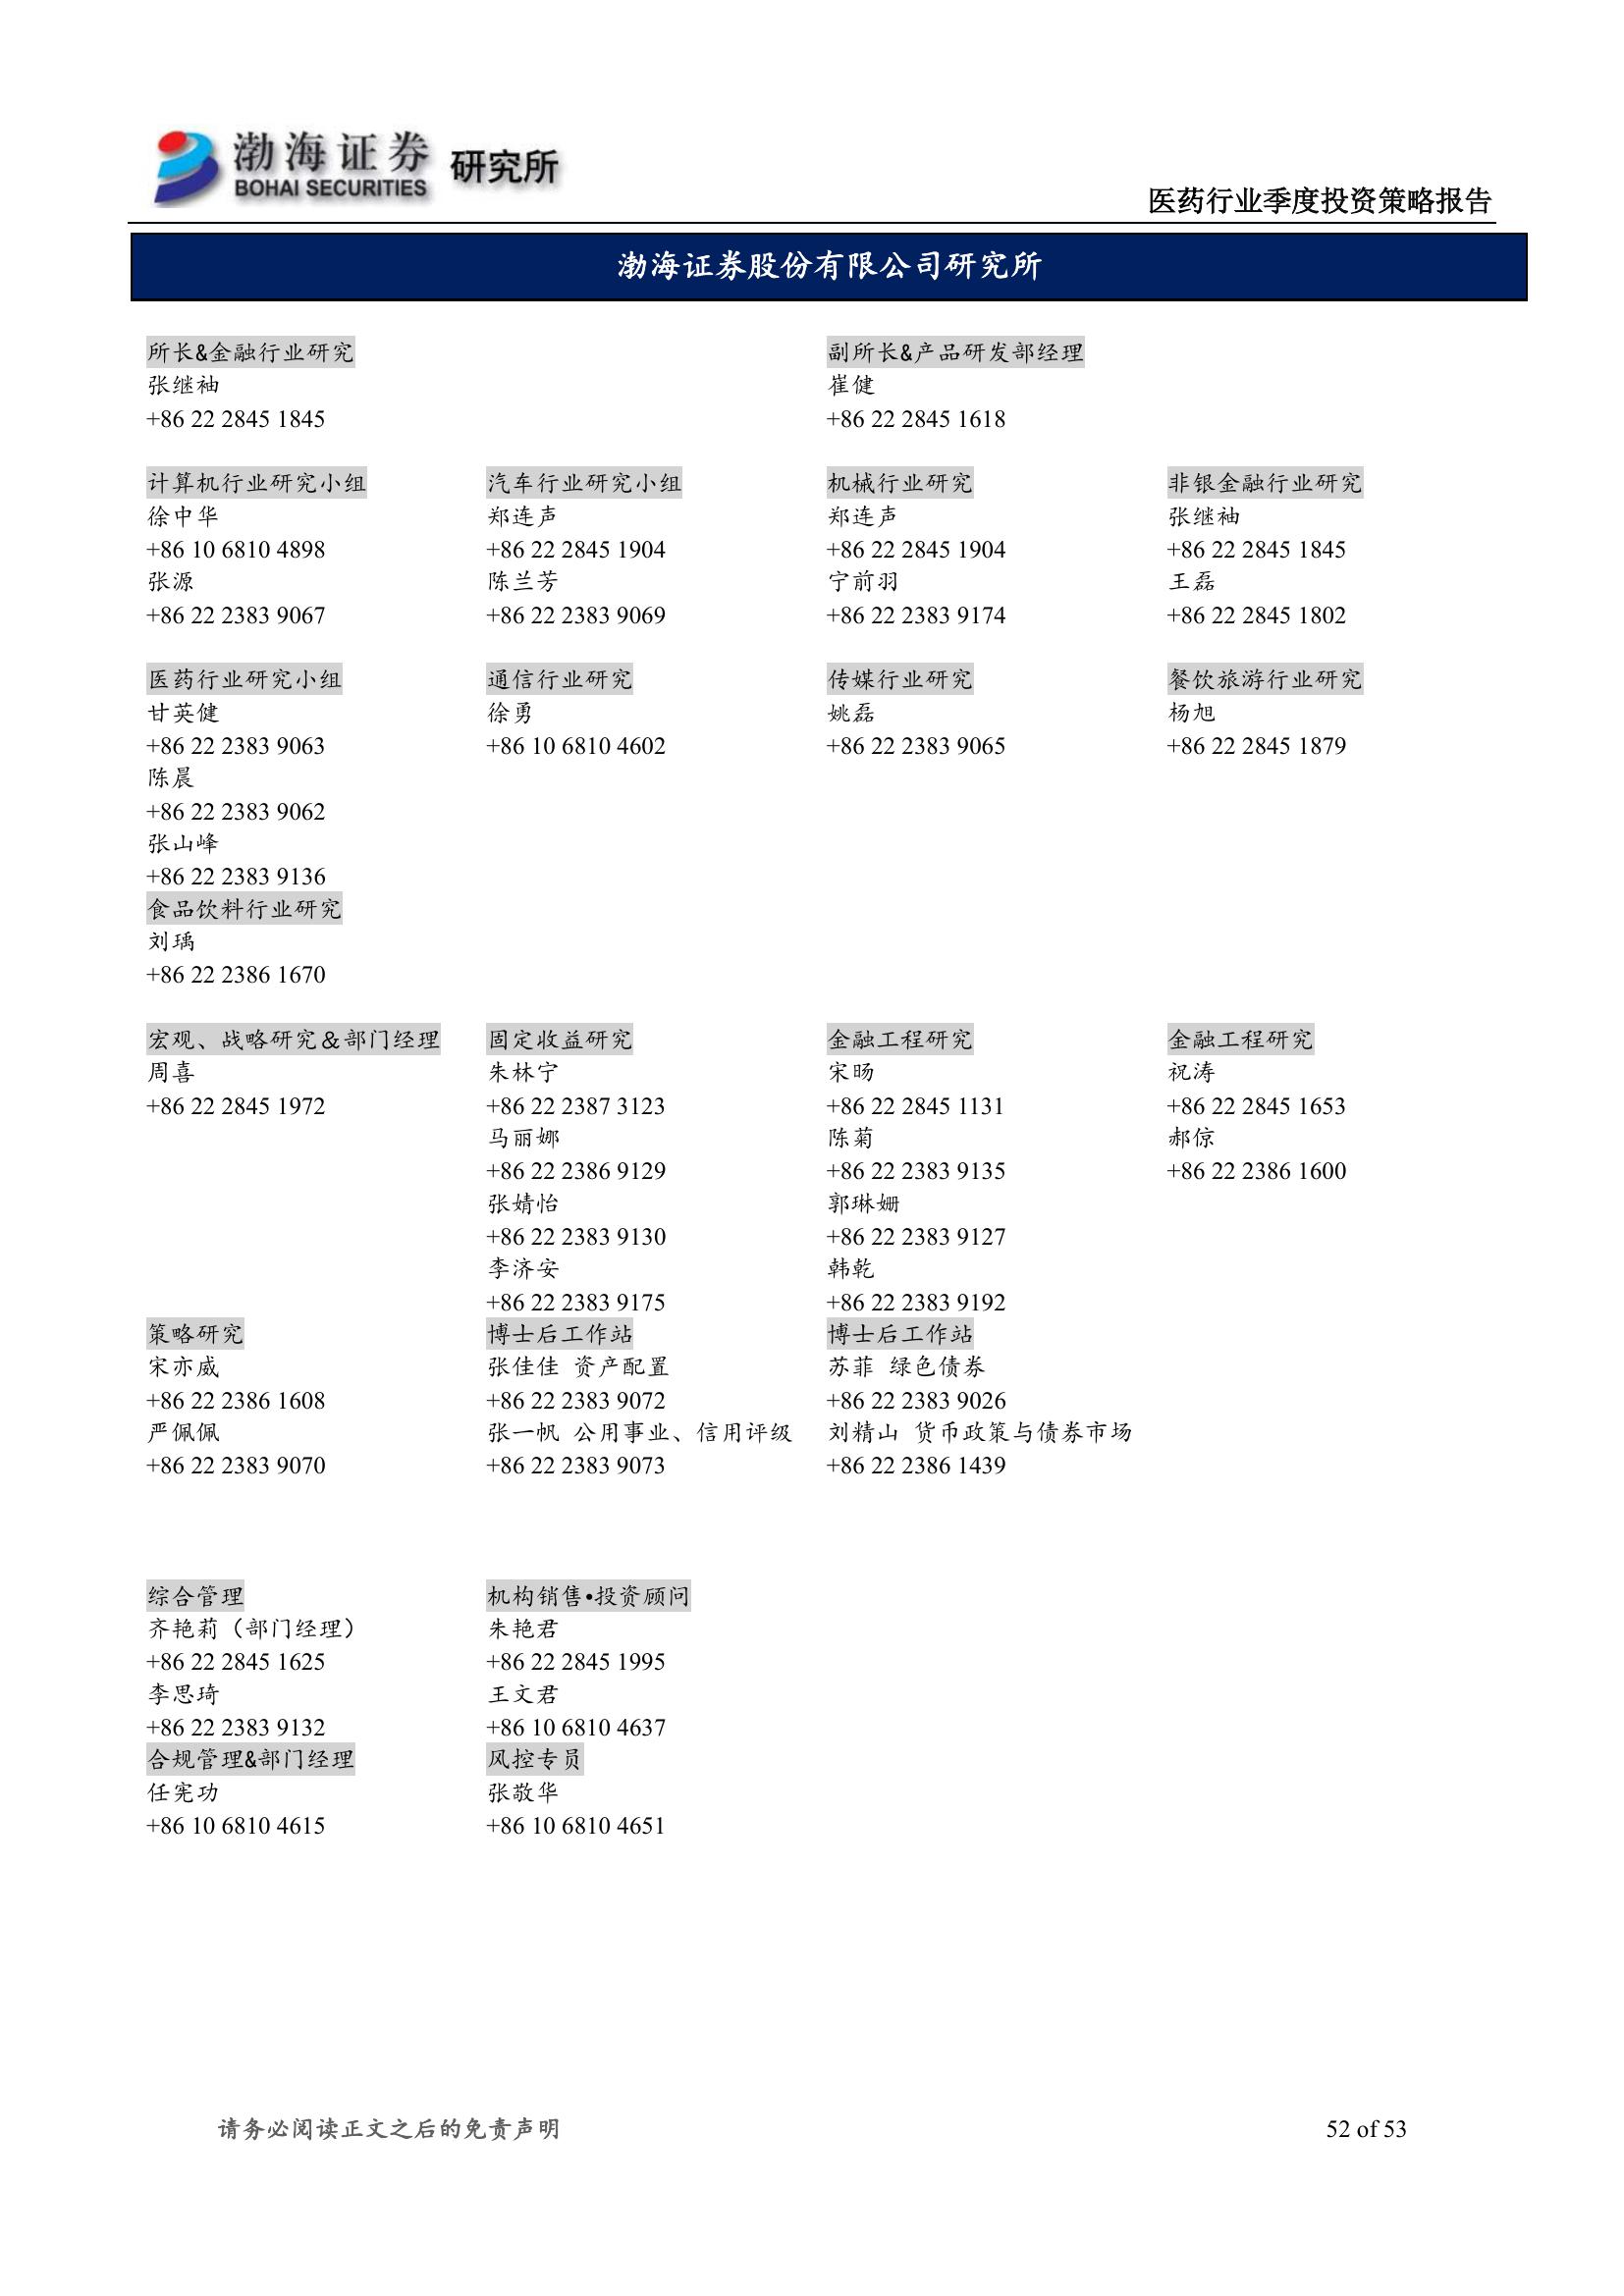 渤海证券 研究所
BOHAI SECURITIES
医药行业季度投资策略报告
渤海证券股份有限公司研究所
所长&金融行业研究
张继袖
+86 22 2845 1845
副所长&产品研发部经理
崔健
+86 22 2845 1618
计算机行业研究小组
徐中华
+86 10 6810 4898
张源
+86 22 2383 9067
汽车行业研究小组
郑连声
+86 22 2845 1904
陈兰芳
+86 22 2383 9069
机械行业研究
郑连声
+86 22 2845 1904
宁前羽
+86 22 2383 9174
非银金融行业研究
张继袖
+86 22 2845 1845
王磊
+86 22 2845 1802
医药行业研究小组
甘英健
+86 22 2383 9063
陈晨
+86 22 2383 9062
张山峰
+86 22 2383 9136
通信行业研究
徐勇
+86 10 6810 4602
传媒行业研究
姚磊
+86 22 2383 9065
餐饮旅游行业研究
杨旭
+86 22 2845 1879
食品饮料行业研究
刘瑀
+86 22 2386 1670
宏观、战略研究＆部门经理
周喜
+86 22 2845 1972
固定收益研究
朱林宁
+86 22 2387 3123
马丽娜
+86 22 2386 9129
张婧怡
+86 22 2383 9130
李济安
+86 22 2383 9175
金融工程研究
宋旸
+86 22 2845 1131
陈菊
+86 22 2383 9135
郭琳姗
+86 22 2383 9127
韩乾
+86 22 2383 9192
金融工程研究
祝涛
+86 22 2845 1653
郝倞
+86 22 2386 1600
策略研究
宋亦威
+86 22 2386 1608
严佩佩
+86 22 2383 9070
博士后工作站
张佳佳 资产配置
+86 22 2383 9072
张一帆 公用事业、信用评级
+86 22 2383 9073
博士后工作站
苏菲 绿色债券
+86 22 2383 9026
刘精山 货币政策与债券市场
+86 22 2386 1439
综合管理
齐艳莉（部门经理）
+86 22 2845 1625
李思琦
+86 22 2383 9132
机构销售•投资顾问
朱艳君
+86 22 2845 1995
王文君
+86 10 6810 4637
合规管理&部门经理
任宪功
+86 10 6810 4615
风控专员
张敬华
+86 10 6810 4651
请务必阅读正文之后的免责声明
52 of 53